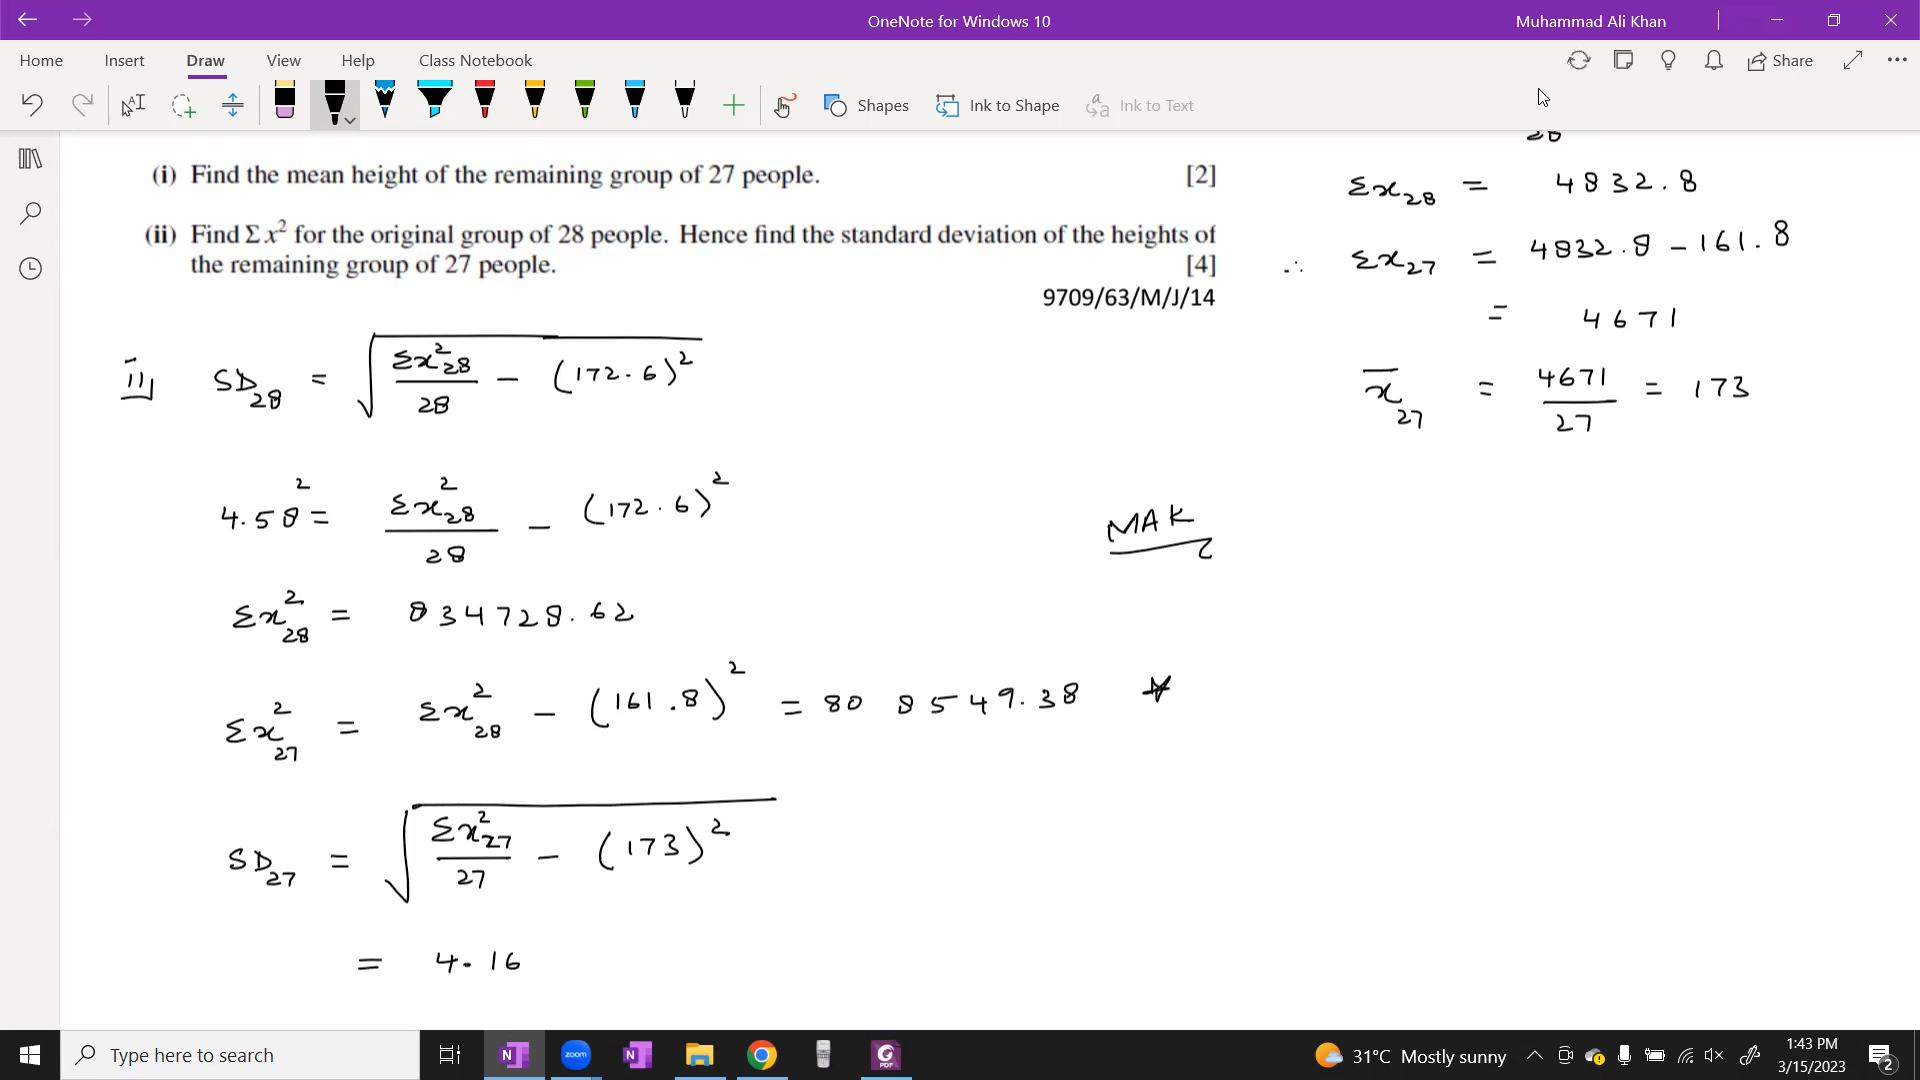 OneNote for Windows 10
Muhammad Ali Khan
Home Insert Draw View Help Class Notebook
Share
Shapes Ink to Shape Ink to Text
28
(i) Find the mean height of the remaining group of 27 people. [2]
(ii) Find Σx² for the original group of 28 people. Hence find the standard deviation of the heights of
the remaining group of 27 people. [4]
9709/63/M/J/14
Σx₂₈ = 4832.8
∴ Σx₂₇ = 4832.8 - 161.8
= 4671
x̄₂₇ = 4671/27 = 173
ii SD₂₈ = √(Σx²₂₈/28 - (172.6)²)
4.58² = Σx²₂₈/28 - (172.6)²
MAK
Σx²₂₈ = 834728.62
Σx²₂₇ = Σx²₂₈ - (161.8)² = 80 8549.38 *
SD₂₇ = √(Σx²₂₇/27 - (173)²)
= 4.16
Type here to search
zoom
PDF
31°C Mostly sunny
1:43 PM
3/15/2023
2